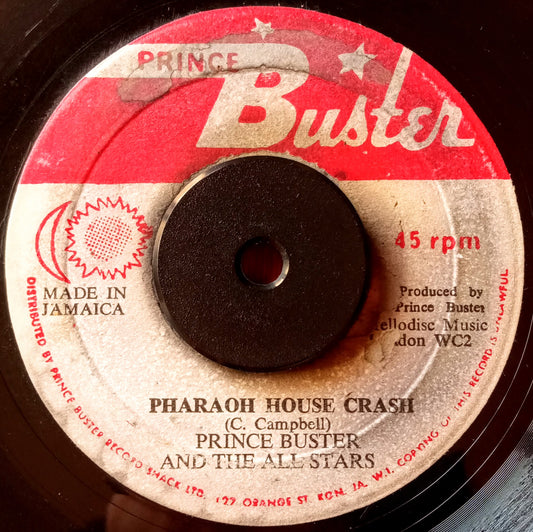 PRINCE
Buster
45 rpm
MADE IN
JAMAICA
Produced by
Prince Buster
ellodisc Music
don WC2
PHARAOH HOUSE CRASH
(C. Campbell)
PRINCE BUSTER
AND THE ALL STARS
DISTRIBUTED BY PRINCE BUSTER RECORD SHACK LTD. 127 ORANGE ST. KGN. JA. W.I. COPYING OF THIS RECORD IS UNLAWFUL